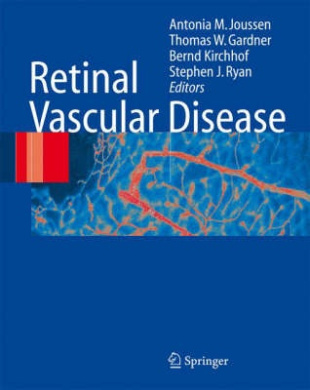 Antonia M. Joussen
Thomas W. Gardner
Bernd Kirchhof
Stephen J. Ryan
Editors
Retinal
Vascular Disease
Springer